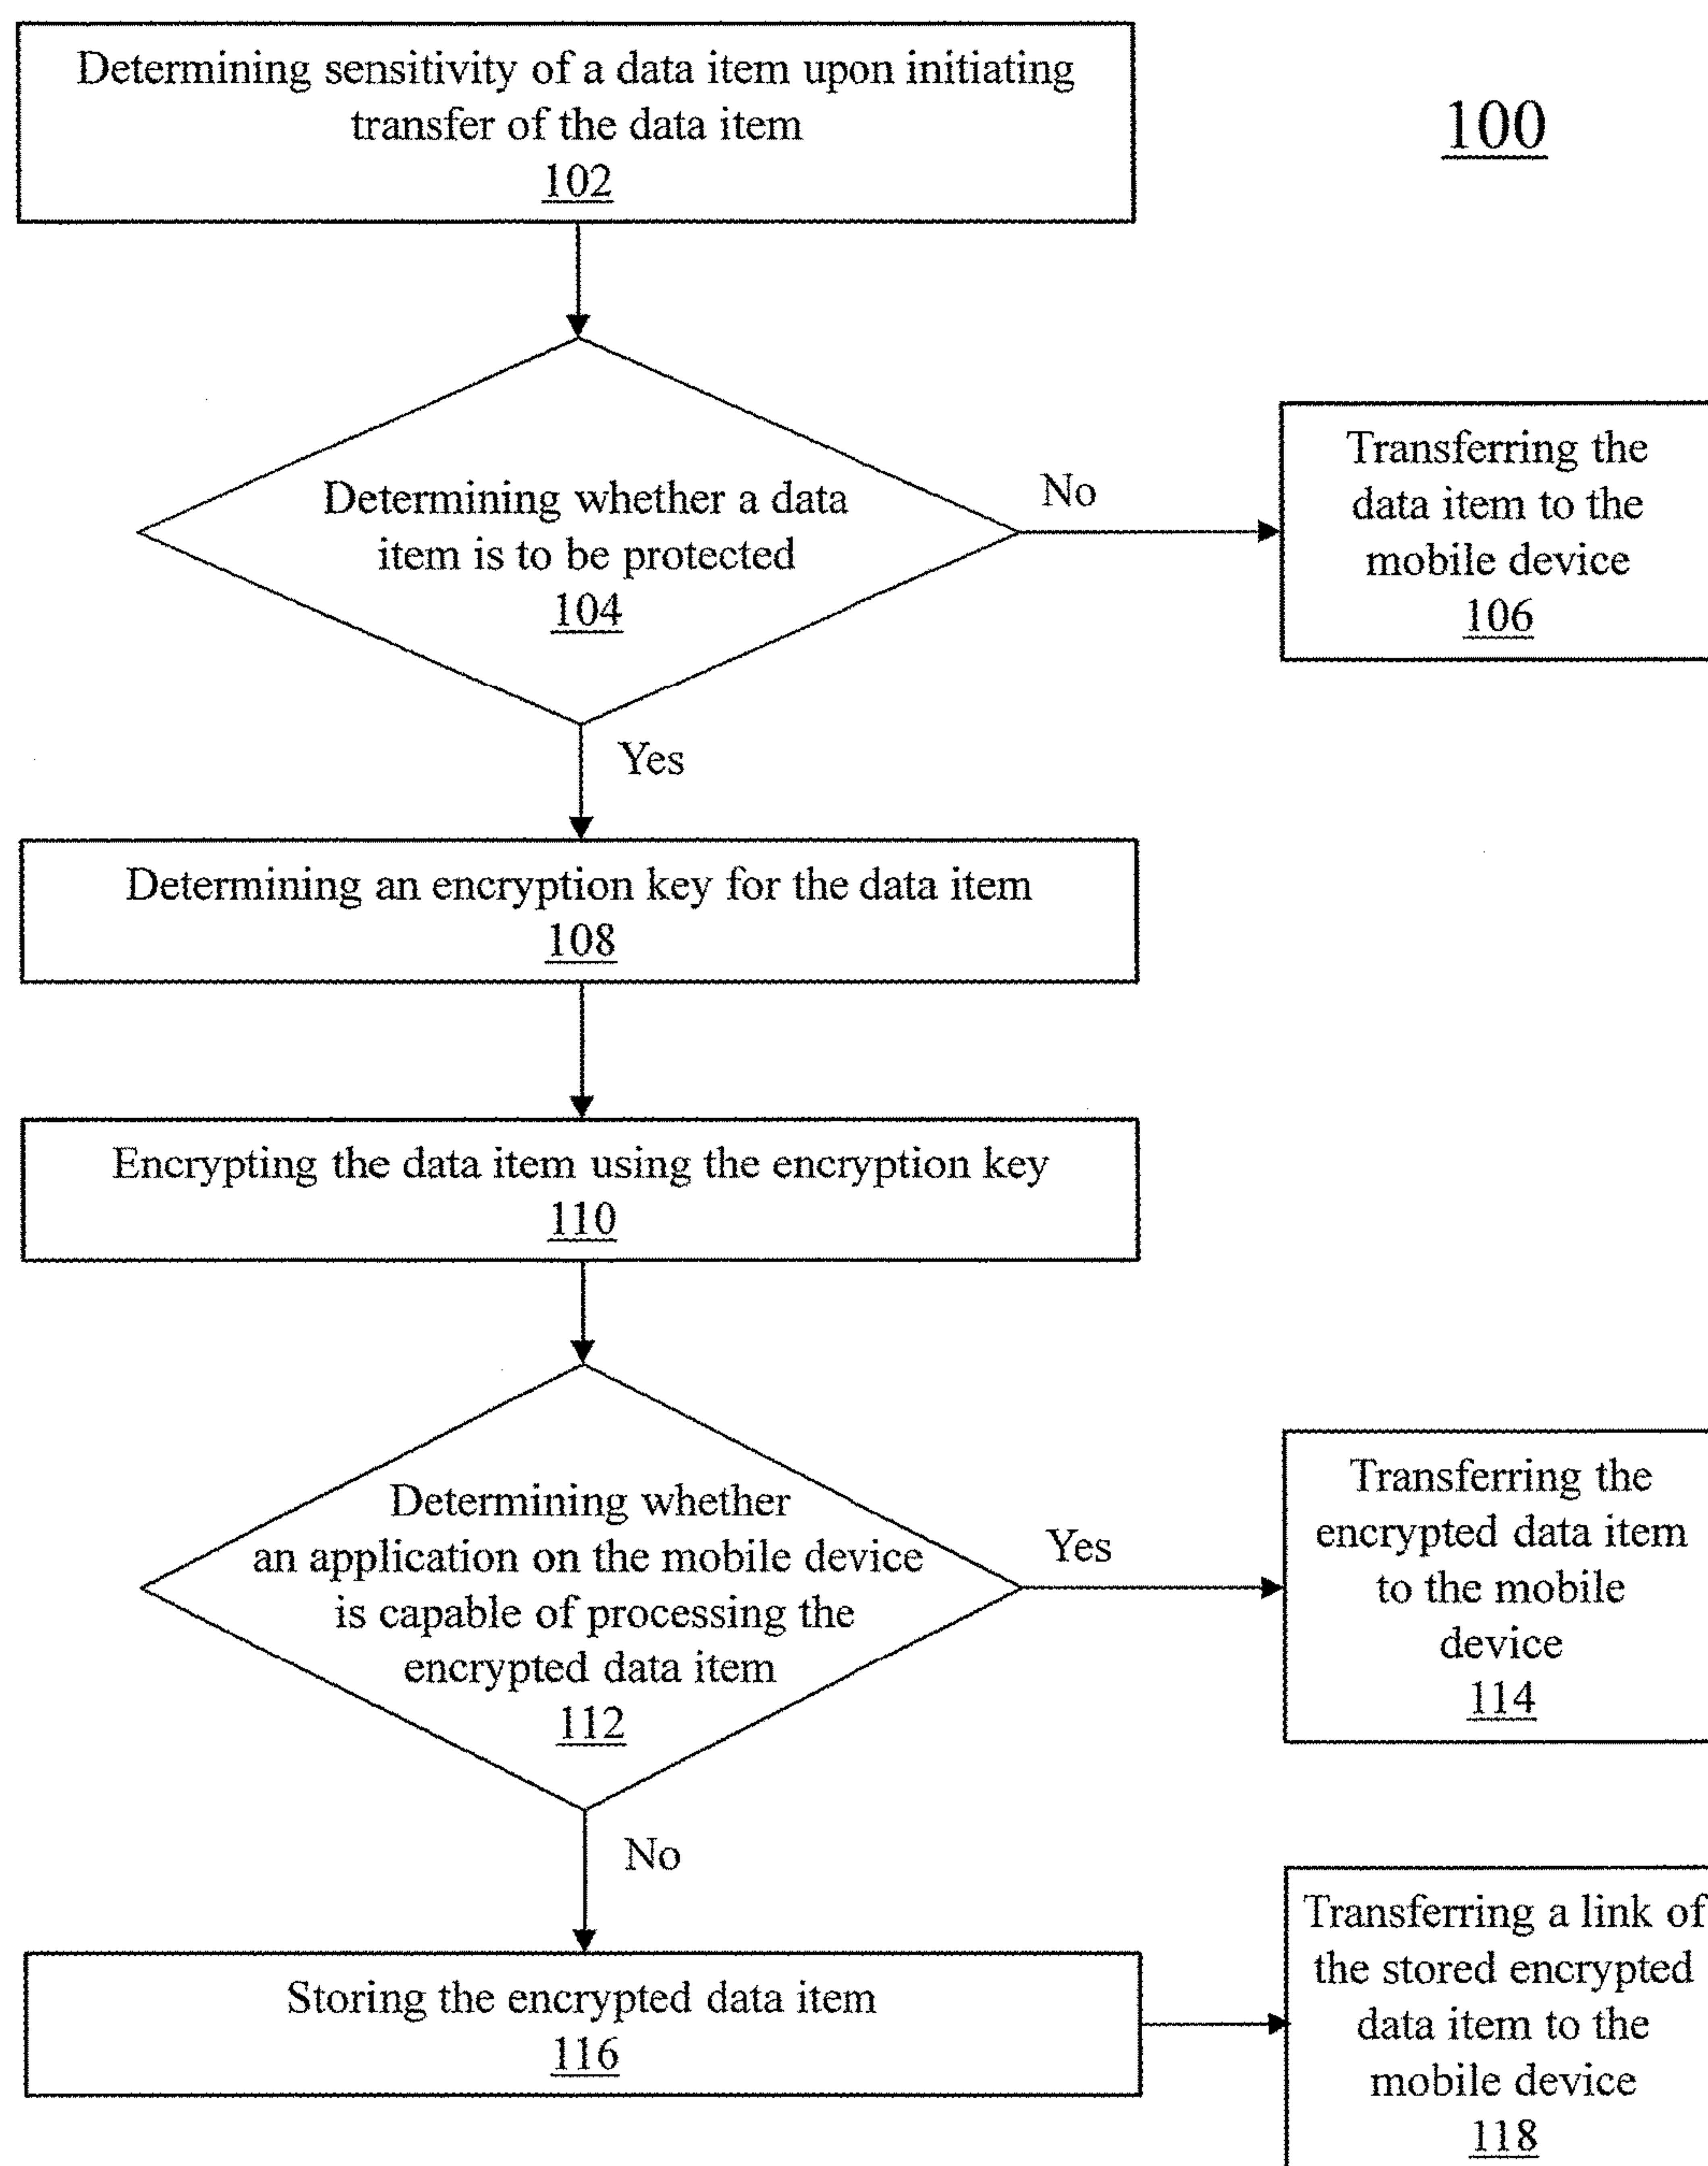 Determining sensitivity of a data item upon initiating
transfer of the data item
102
100
Determining whether a data
item is to be protected
104
No
Transferring the
data item to the
mobile device
106
Yes
Determining an encryption key for the data item
108
Encrypting the data item using the encryption key
110
Determining whether
an application on the mobile device
is capable of processing the
encrypted data item
112
Yes
Transferring the
encrypted data item
to the mobile
device
114
No
Storing the encrypted data item
116
Transferring a link of
the stored encrypted
data item to the
mobile device
118